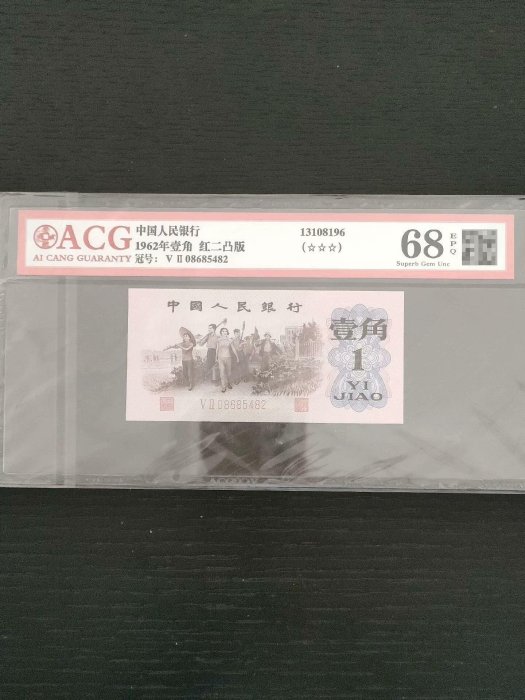 ACG
AI CANG GUARANTY
中国人民银行
1962年壹角 红二凸版
冠号: V II 08685482
13108196
(☆☆☆)
68
EPQ
Superb Gem Unc
中國人民銀行
壹角
1
YI
JIAO
V II 08685482